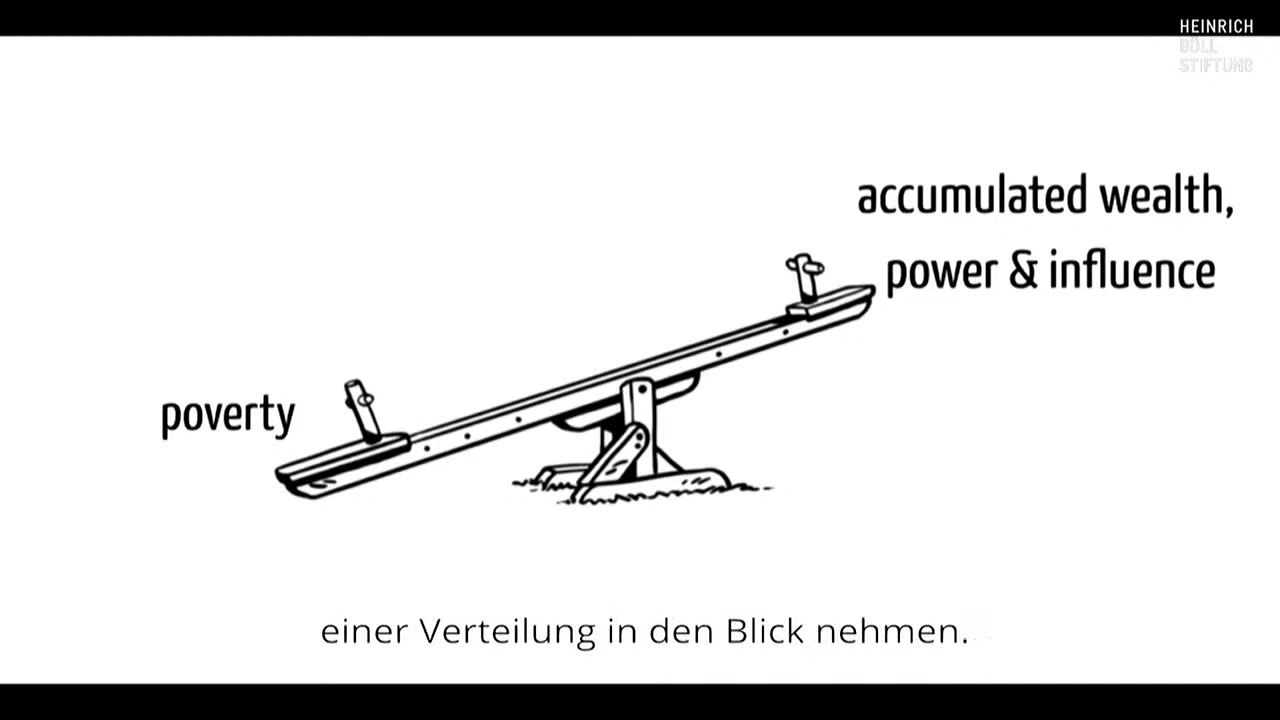 HEINRICH
BÖLL
STIFTUNG
accumulated wealth,
power & influence
poverty
einer Verteilung in den Blick nehmen.